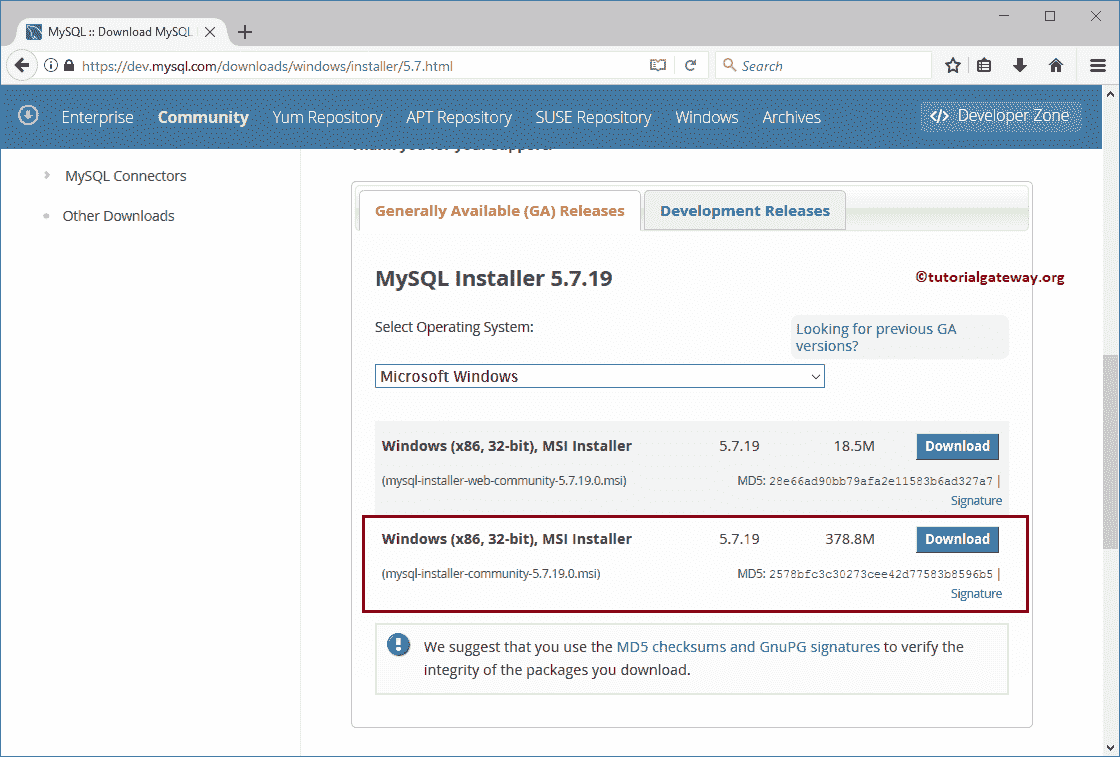 MySQL :: Download MySQL
https://dev.mysql.com/downloads/windows/installer/5.7.html
Search
Enterprise Community Yum Repository APT Repository SUSE Repository Windows Archives </> Developer Zone
Thank you for your support!
MySQL Connectors
Other Downloads
Generally Available (GA) Releases Development Releases
MySQL Installer 5.7.19
©tutorialgateway.org
Select Operating System:
Looking for previous GA
versions?
Microsoft Windows
Windows (x86, 32-bit), MSI Installer 5.7.19 18.5M Download
(mysql-installer-web-community-5.7.19.0.msi) MD5: 28e66ad90bb79afa2e11583b6ad327a7 |
Signature
Windows (x86, 32-bit), MSI Installer 5.7.19 378.8M Download
(mysql-installer-community-5.7.19.0.msi) MD5: 2578bfc3c30273cee42d77583b8596b5 |
Signature
We suggest that you use the MD5 checksums and GnuPG signatures to verify the
integrity of the packages you download.